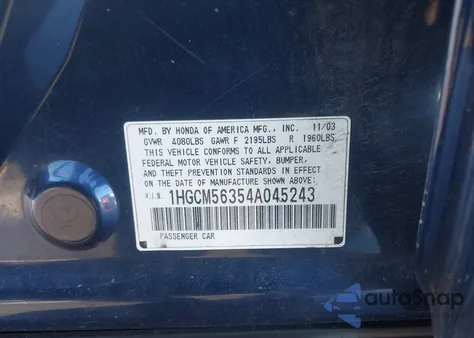 MFD. BY HONDA OF AMERICA MFG., INC. 11/03
GVWR 4080LBS GAWR F 2195LBS R 1960LBS
THIS VEHICLE CONFORMS TO ALL APPLICABLE
FEDERAL MOTOR VEHICLE SAFETY, BUMPER,
AND THEFT PREVENTION STANDARDS IN EFFECT
ON THE DATE OF MANUFACTURE SHOWN ABOVE.
V.I.N. 1HGCM56354A045243
PASSENGER CAR
autoSnap